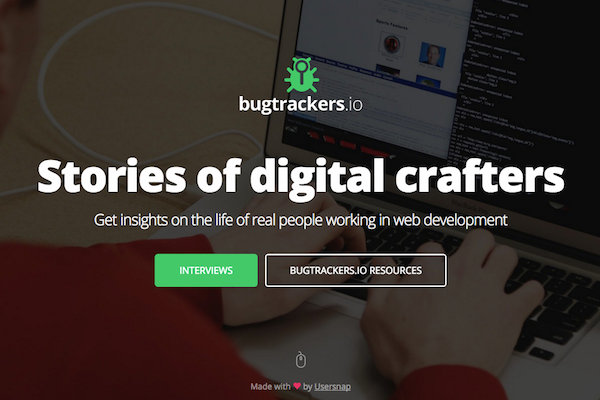 bugtrackers.io
Stories of digital crafters
Get insights on the life of real people working in web development
INTERVIEWS
BUGTRACKERS.IO RESOURCES
Made with ❤ by Usersnap